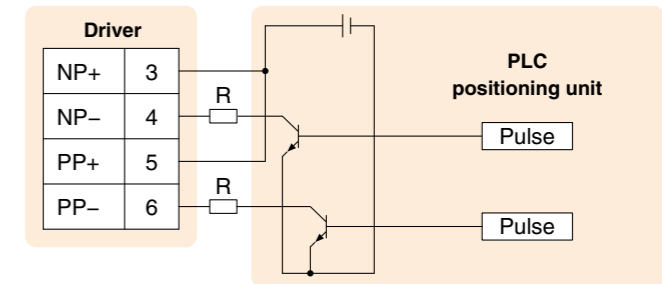 Driver
NP+ 3
NP− 4
PP+ 5
PP− 6
R
R
PLC
positioning unit
Pulse
Pulse